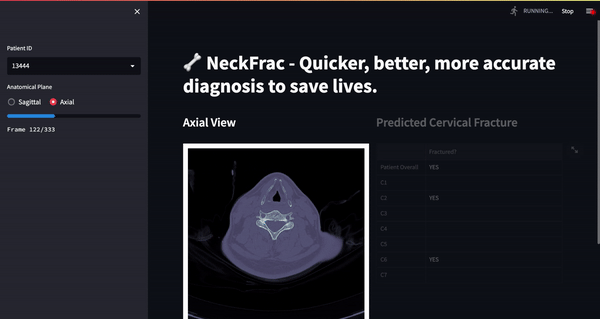 RUNNING...
Stop
Patient ID
13444
Anatomical Plane
Sagittal
Axial
Frame 122/333
NeckFrac - Quicker, better, more accurate
diagnosis to save lives.
Axial View
Predicted Cervical Fracture
Fractured?
Patient Overall YES
C1
C2 YES
C3
C4
C5
C6 YES
C7